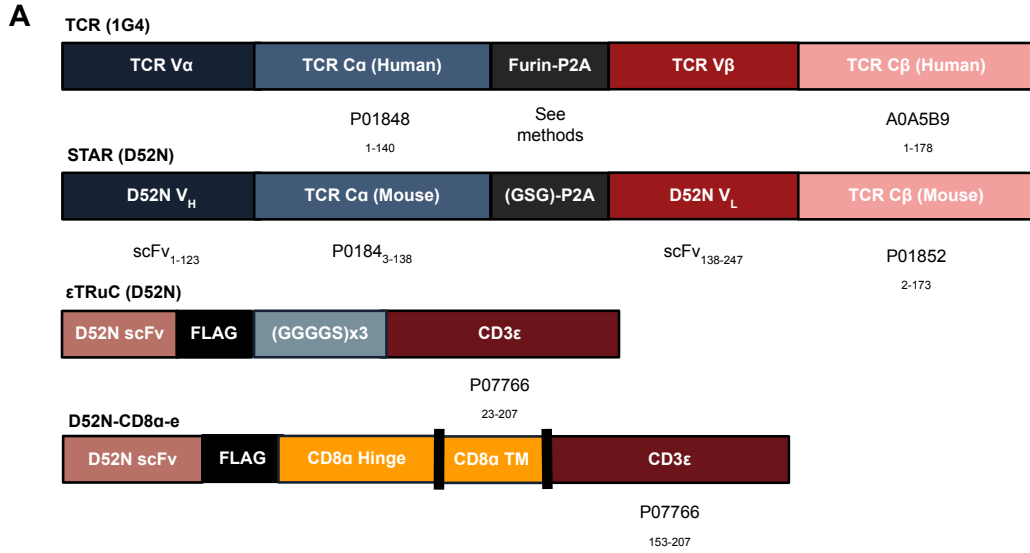 A
TCR (1G4)
TCR Vα TCR Cα (Human) Furin-P2A TCR Vβ TCR Cβ (Human)
P01848 See A0A5B9
1-140 methods 1-178
STAR (D52N)
D52N VH TCR Cα (Mouse) (GSG)-P2A D52N VL TCR Cβ (Mouse)
scFv1-123 P01843-138 scFv138-247 P01852
2-173
εTRuC (D52N)
D52N scFv FLAG (GGGGS)x3 CD3ε
P07766
23-207
D52N-CD8α-e
D52N scFv FLAG CD8α Hinge CD8α TM CD3ε
P07766
153-207